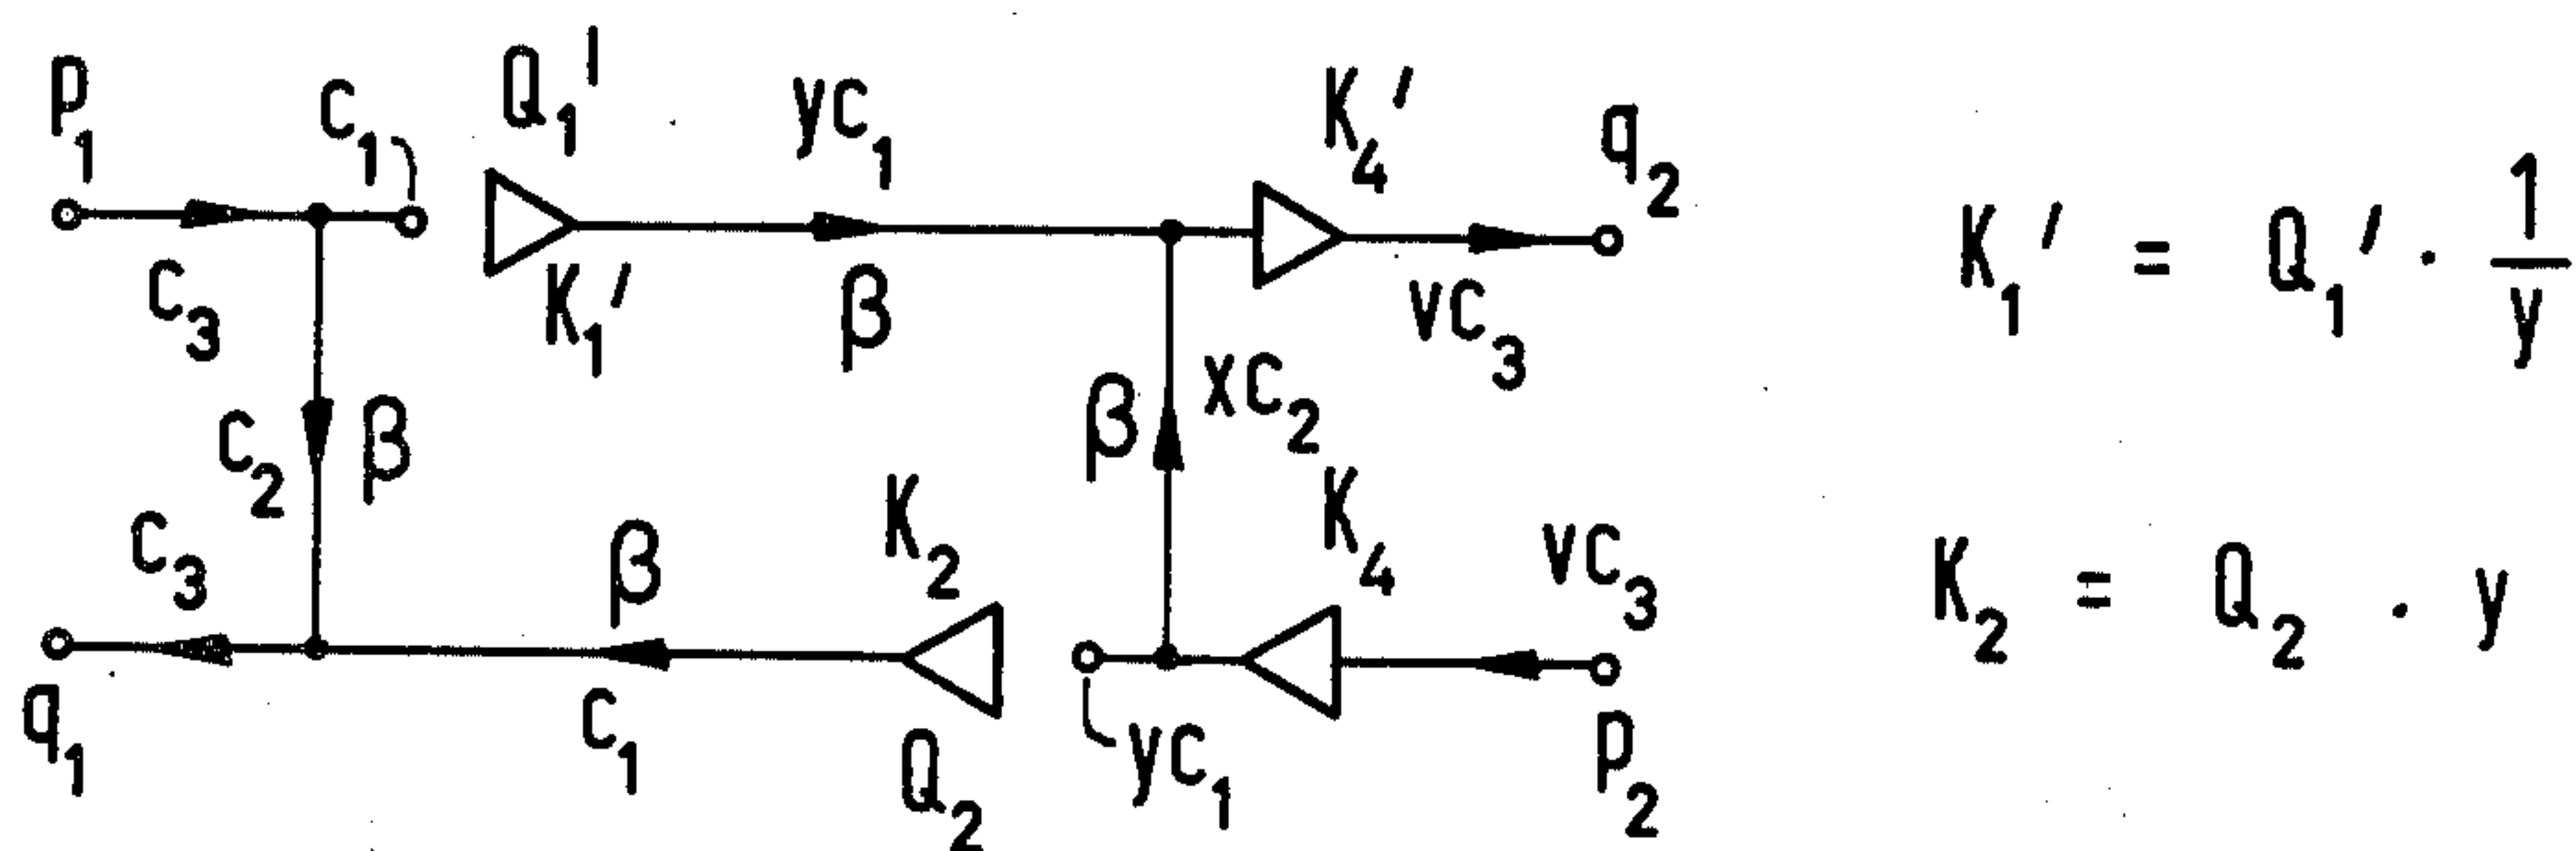 p₁ C₁ Q₁' yC₁ K₄' q₂
C₃ K₁' β vC₃
K₁' = Q₁' · 1/y
C₂ β β xC₂
C₃ β K₂ K₄ vC₃
K₂ = Q₂ · y
q₁ C₁ Q₂ yC₁ p₂